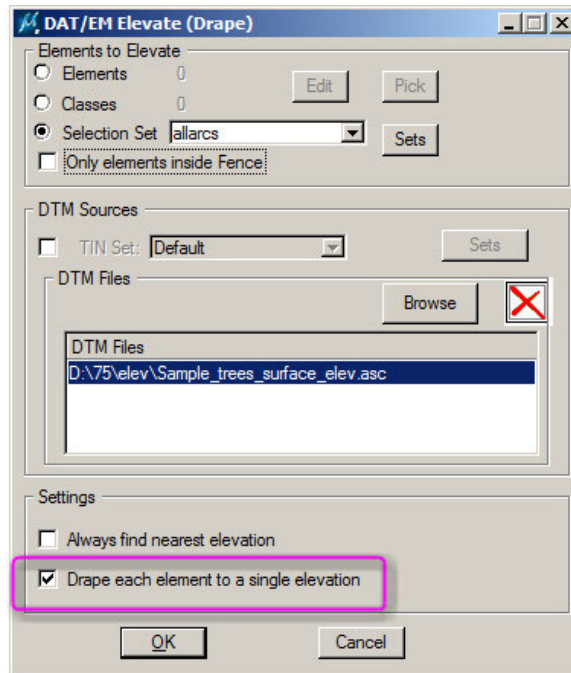 DAT/EM Elevate (Drape)
Elements to Elevate
Elements 0 Edit Pick
Classes 0
Selection Set allarcs Sets
Only elements inside Fence
DTM Sources
TIN Set: Default Sets
DTM Files
Browse
DTM Files
D:\75\elev\Sample_trees_surface_elev.asc
Settings
Always find nearest elevation
Drape each element to a single elevation
OK Cancel